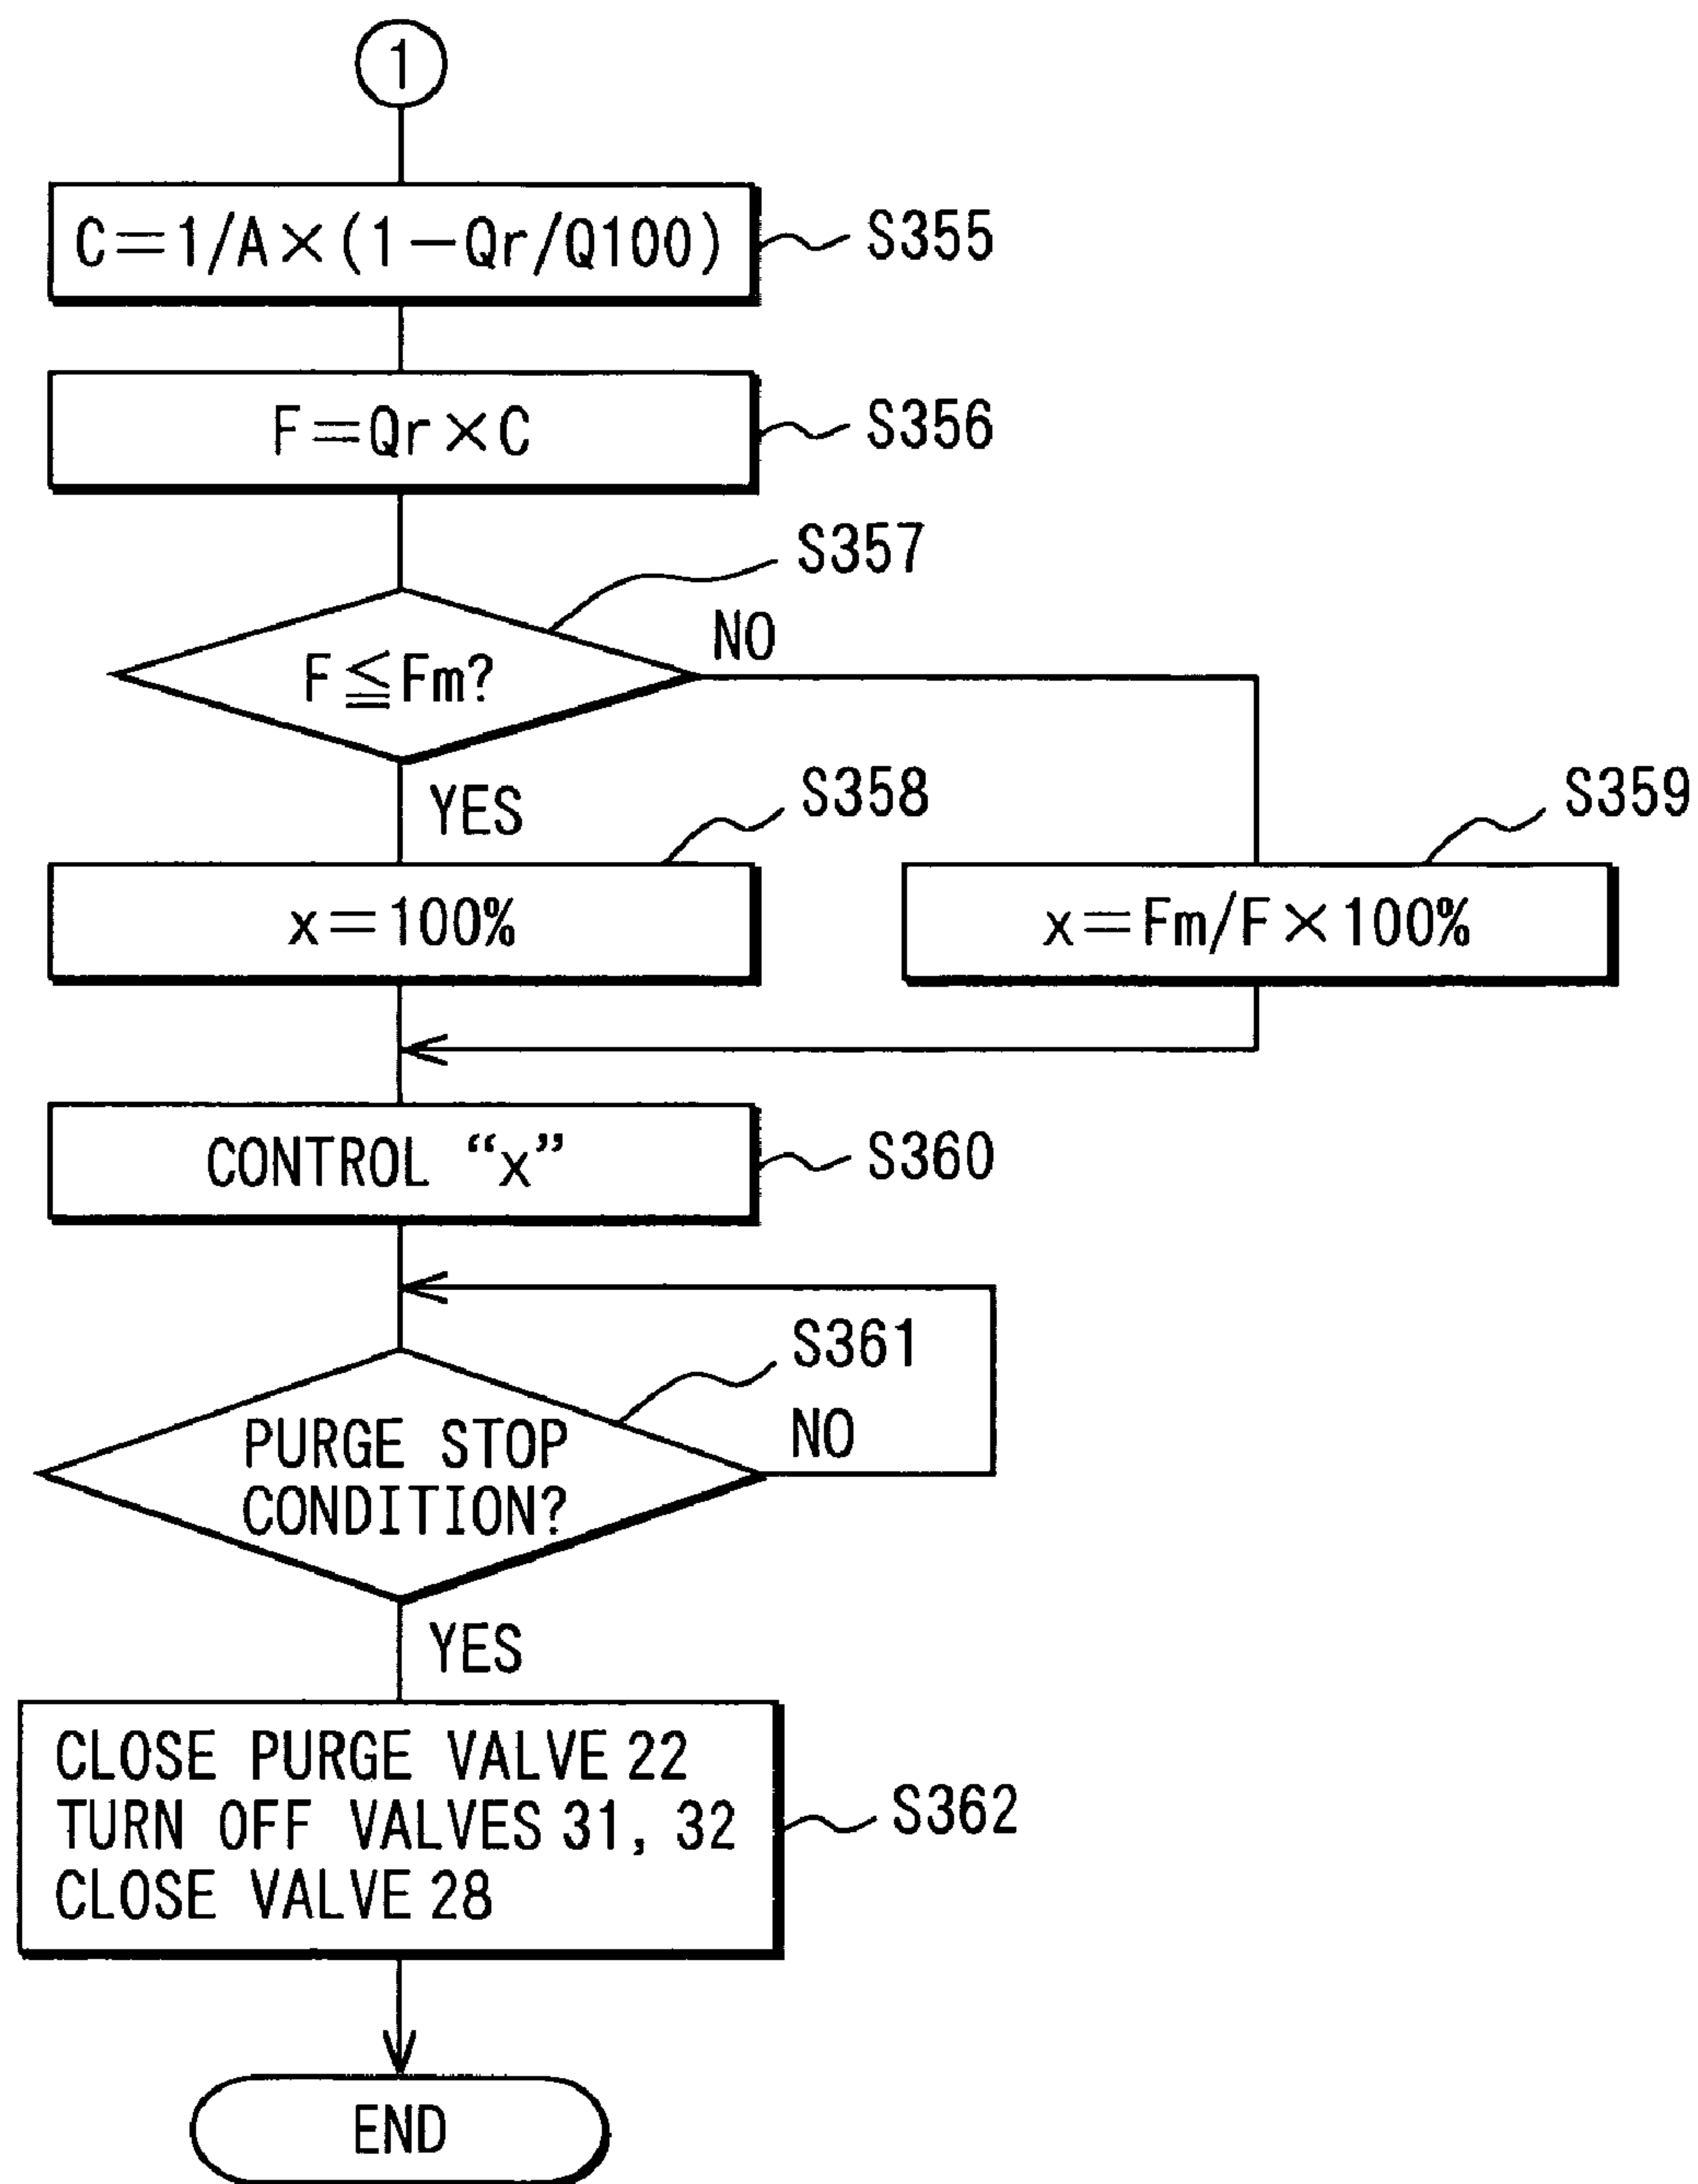 1
C=1/A×(1−Qr/Q100)
S355
F=Qr×C
S356
S357
F≦Fm?
NO
YES
S358
S359
x=100%
x=Fm/F×100%
CONTROL “x”
S360
S361
PURGE STOP
CONDITION?
NO
YES
CLOSE PURGE VALVE 22
TURN OFF VALVES 31, 32
CLOSE VALVE 28
S362
END